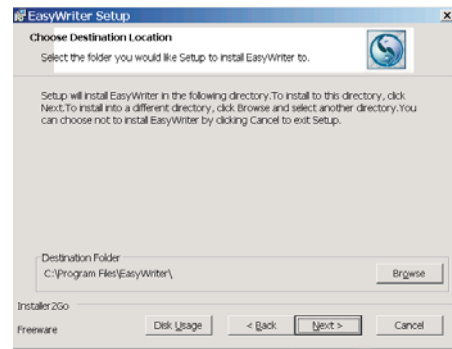 EasyWriter Setup
x
Choose Destination Location
Select the folder you would like Setup to install EasyWriter to.
Setup will install EasyWriter in the following directory.To install to this directory, click
Next.To install into a different directory, click Browse and select another directory.You
can choose not to install EasyWriter by clicking Cancel to exit Setup.
Destination Folder
C:\Program Files\EasyWriter\
Browse
Installer2Go
Freeware
Disk Usage
< Back
Next >
Cancel